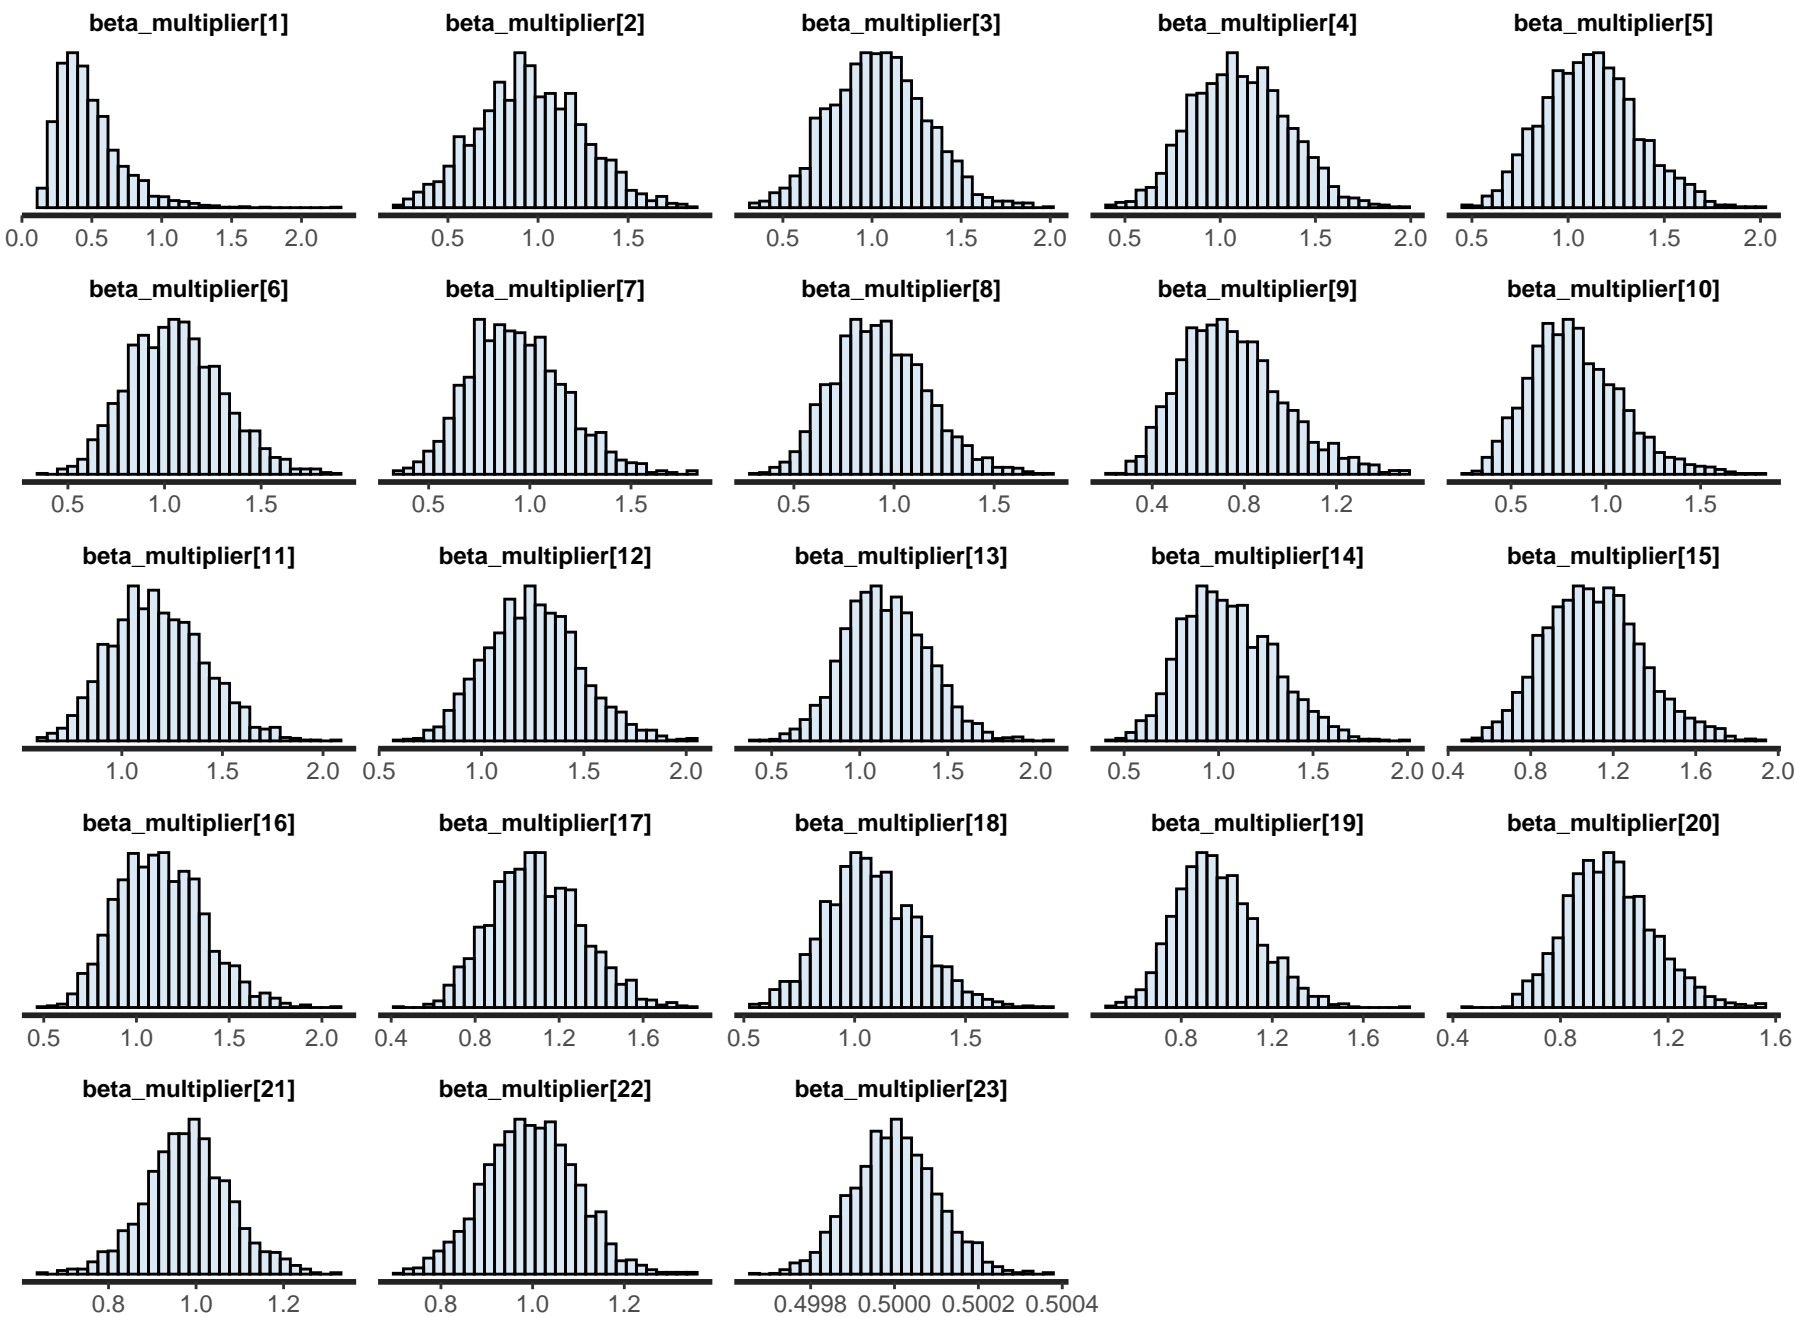 beta_multiplier[1] beta_multiplier[2] beta_multiplier[3] beta_multiplier[4] beta_multiplier[5]
0.0 0.5 1.0 1.5 2.0 0.5 1.0 1.5 0.5 1.0 1.5 2.0 0.5 1.0 1.5 2.0 0.5 1.0 1.5 2.0
beta_multiplier[6] beta_multiplier[7] beta_multiplier[8] beta_multiplier[9] beta_multiplier[10]
0.5 1.0 1.5 0.5 1.0 1.5 0.5 1.0 1.5 0.4 0.8 1.2 0.5 1.0 1.5
beta_multiplier[11] beta_multiplier[12] beta_multiplier[13] beta_multiplier[14] beta_multiplier[15]
1.0 1.5 2.0 0.5 1.0 1.5 2.0 0.5 1.0 1.5 2.0 0.5 1.0 1.5 2.0 0.4 0.8 1.2 1.6 2.0
beta_multiplier[16] beta_multiplier[17] beta_multiplier[18] beta_multiplier[19] beta_multiplier[20]
0.5 1.0 1.5 2.0 0.4 0.8 1.2 1.6 0.5 1.0 1.5 0.8 1.2 1.6 0.4 0.8 1.2 1.6
beta_multiplier[21] beta_multiplier[22] beta_multiplier[23]
0.8 1.0 1.2 0.8 1.0 1.2 0.4998 0.5000 0.5002 0.5004